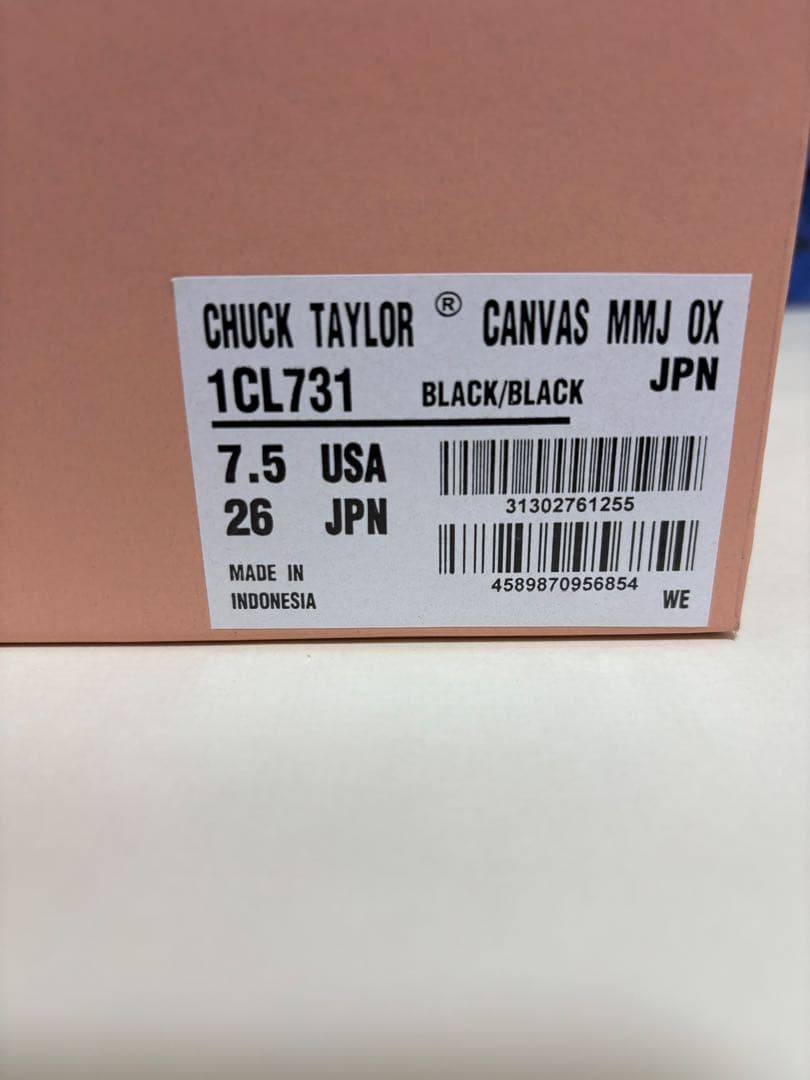 CHUCK TAYLOR ® CANVAS MMJ OX
1CL731 BLACK/BLACK JPN
7.5 USA
26 JPN
31302761255
4589870956854
MADE IN
INDONESIA
WE